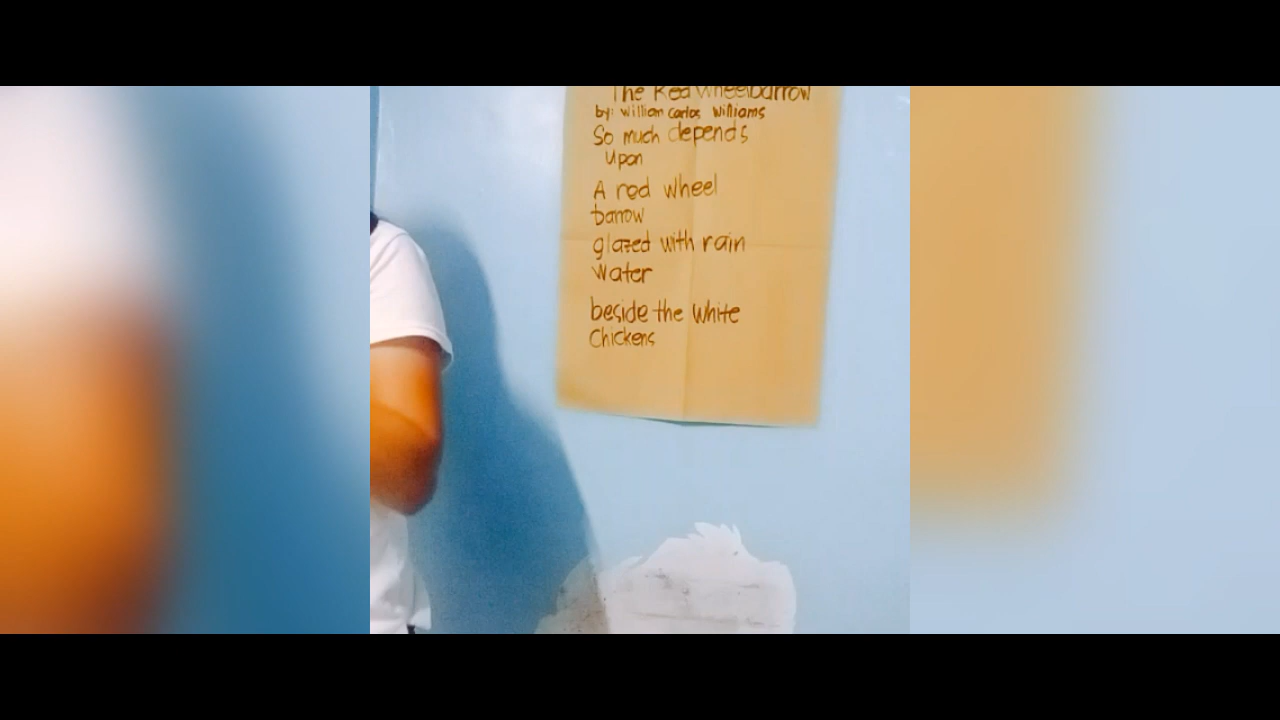 The Red Wheelbarrow
by: William Carlos Williams
So much depends
Upon
A red wheel
barrow
glazed with rain
Water
beside the White
Chickens